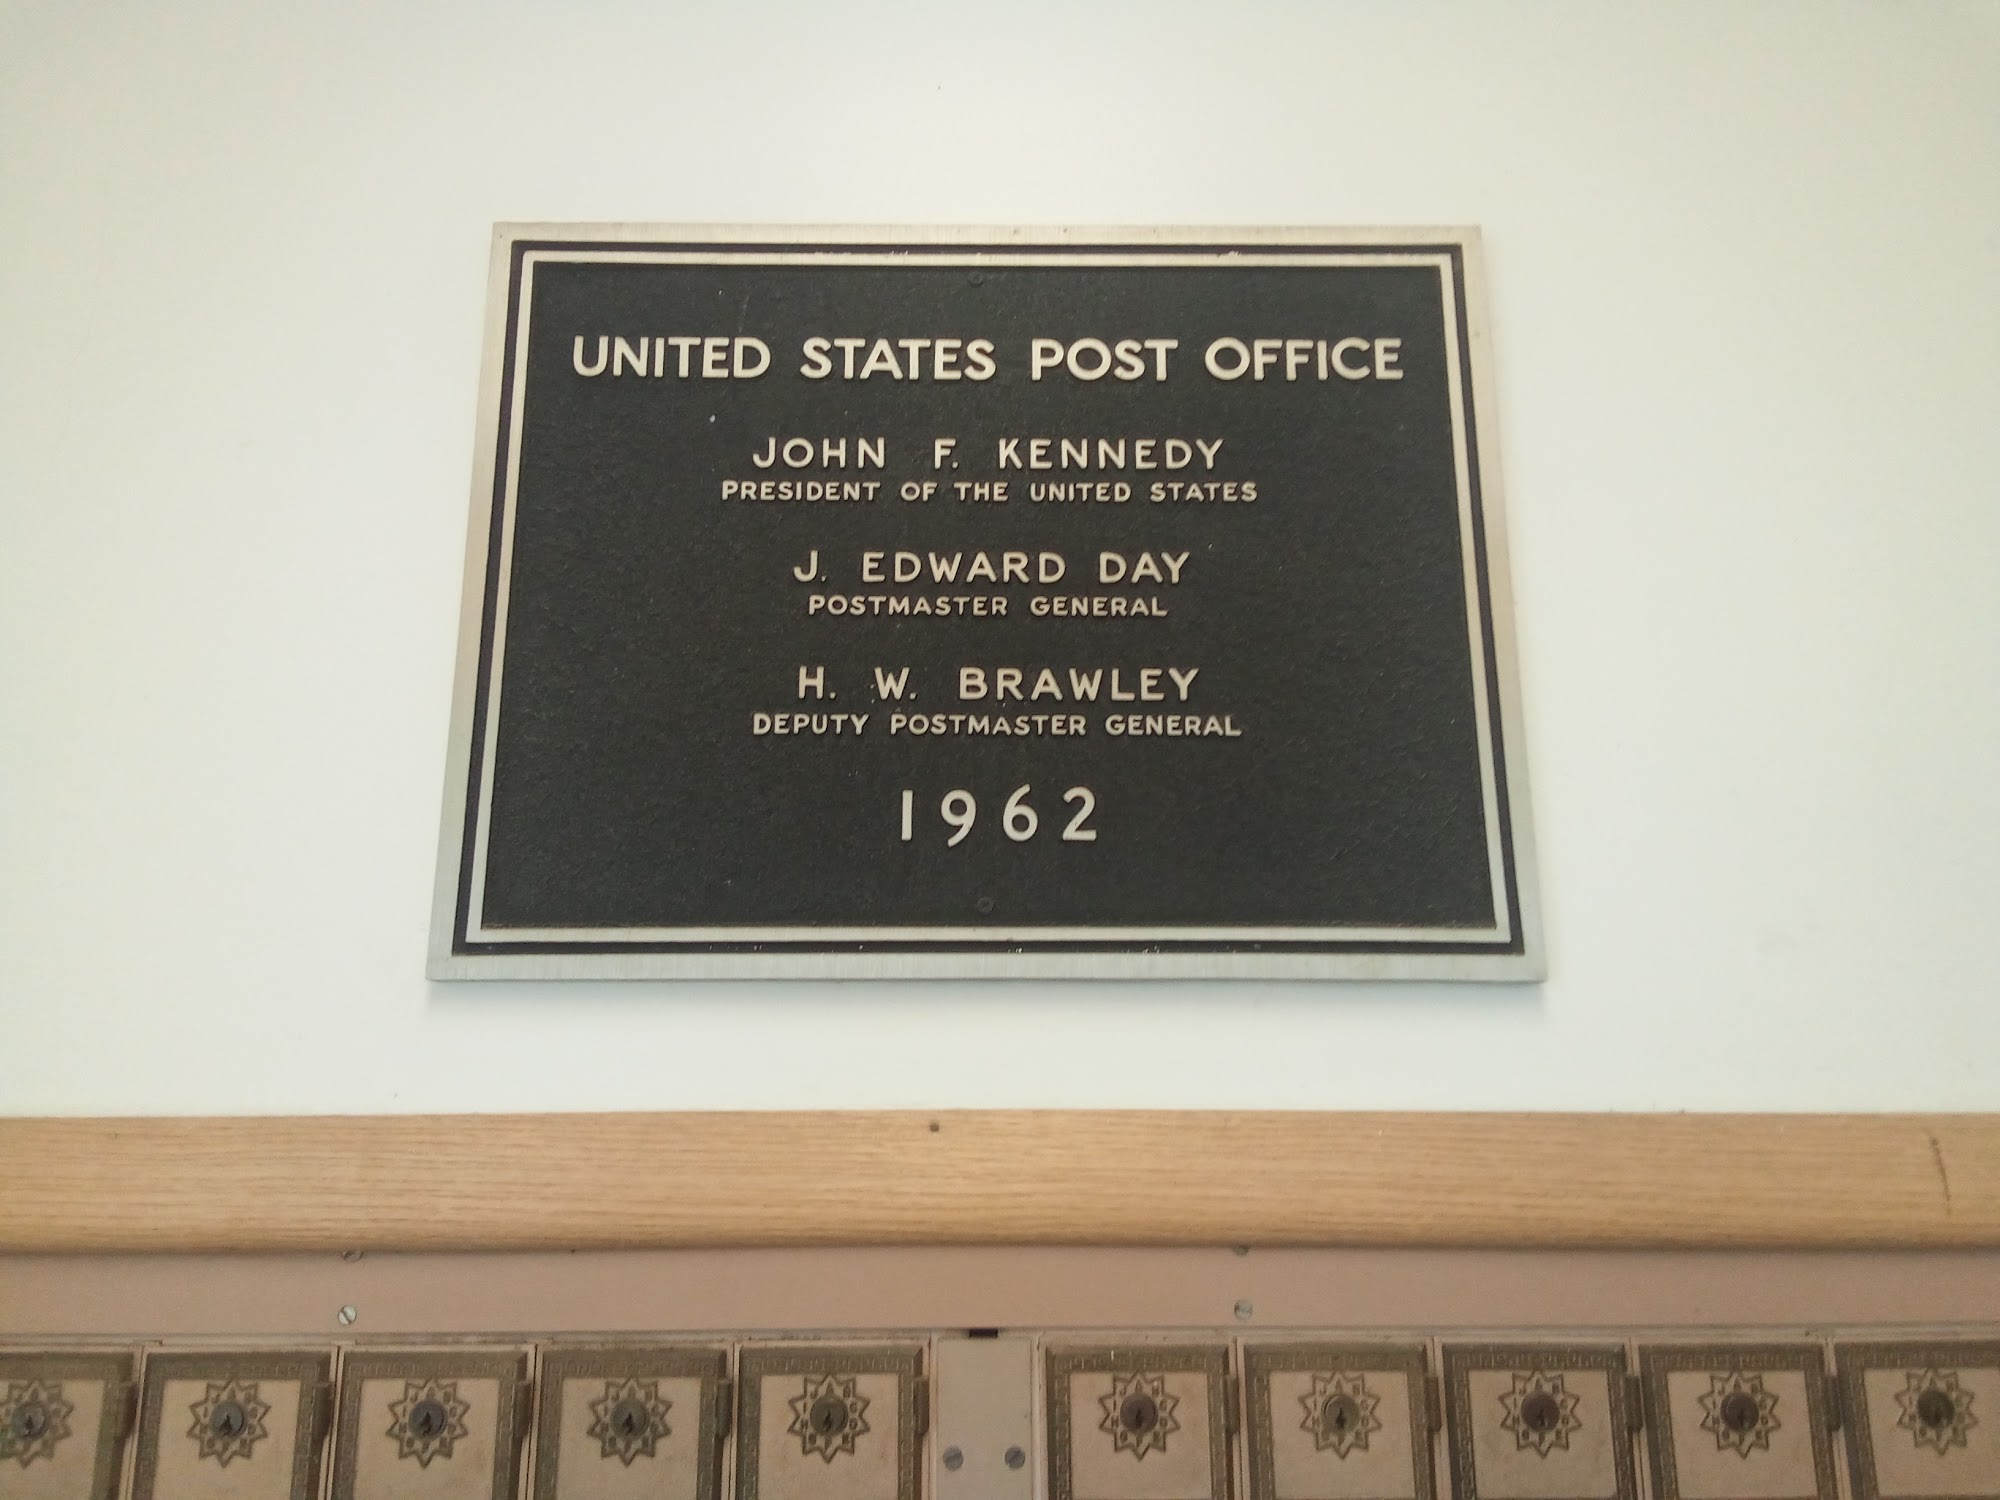 UNITED STATES POST OFFICE
JOHN F. KENNEDY
PRESIDENT OF THE UNITED STATES
J. EDWARD DAY
POSTMASTER GENERAL
H. W. BRAWLEY
DEPUTY POSTMASTER GENERAL
1962